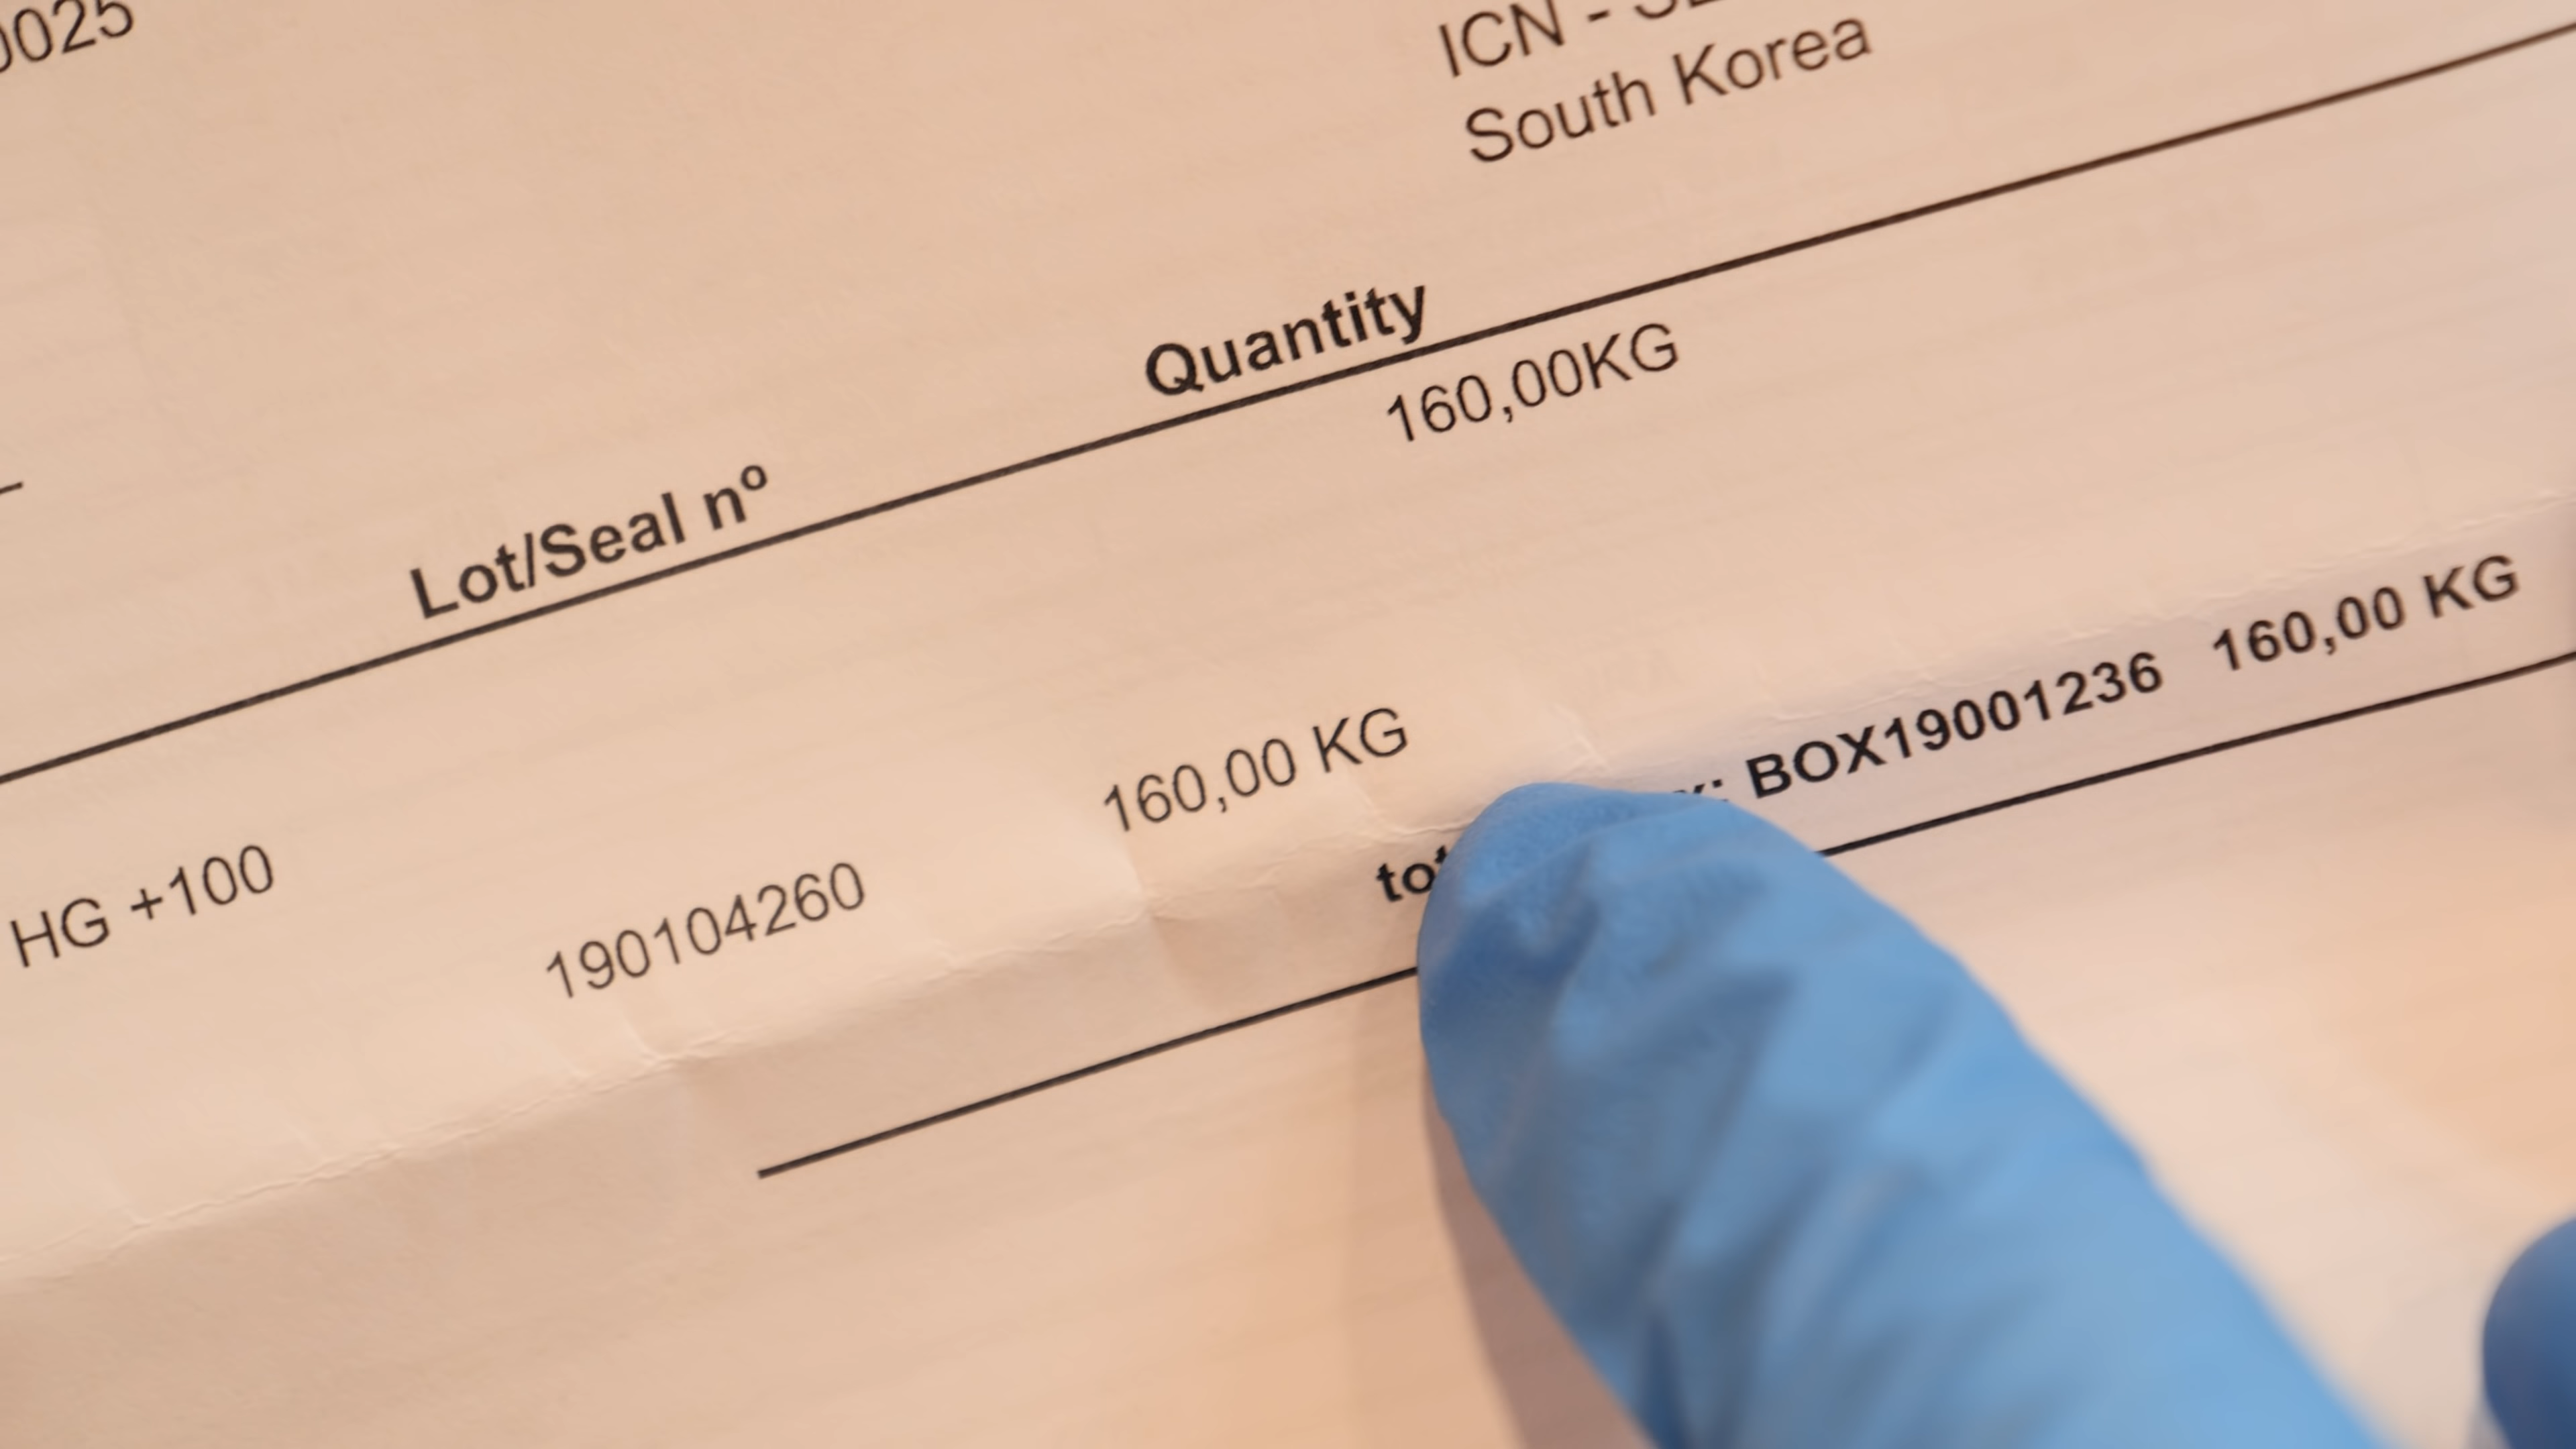 0025
ICN -
South Korea
Lot/Seal nº Quantity
160,00KG
HG +100 190104260 160,00 KG
BOX19001236 160,00 KG